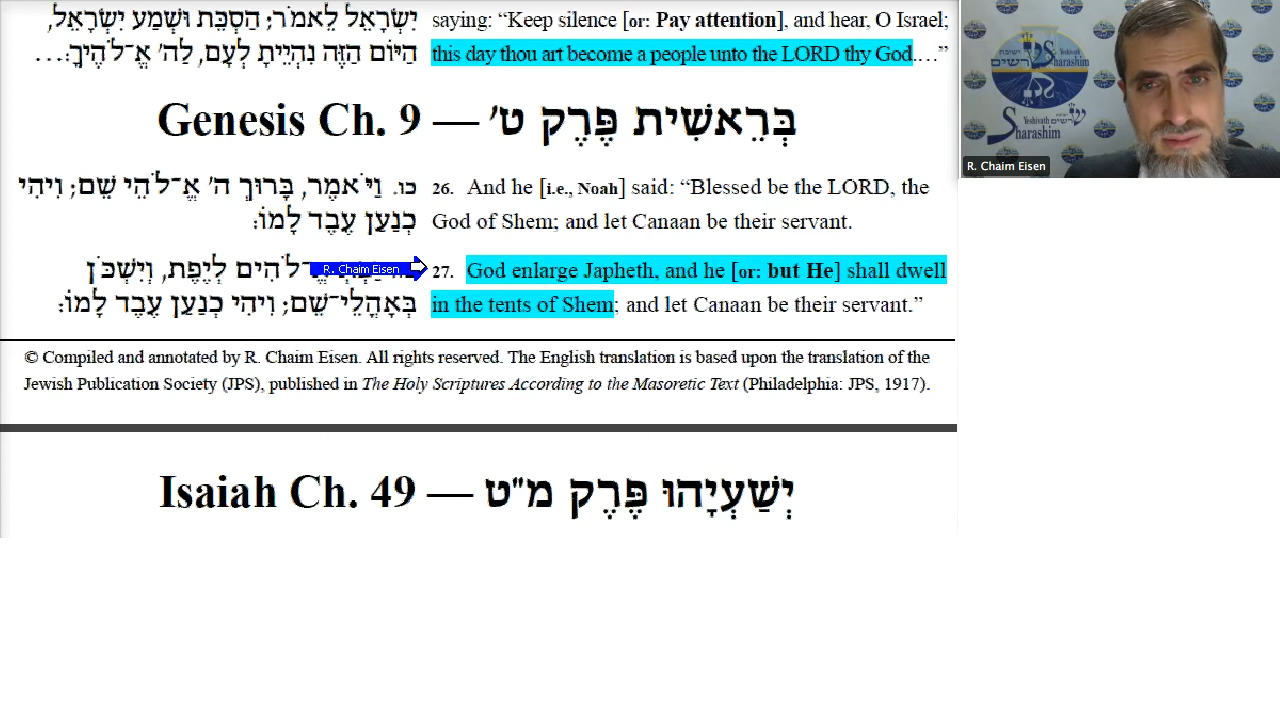 יִשְׂרָאֵל לֵאמֹר; הַסְכֵּת וּשְׁמַע יִשְׂרָאֵל,
הַיּוֹם הַזֶּה נִהְיֵיתָ לְעָם, לַה' אֱ־לֹהֶיךָ:...
saying: “Keep silence [or: Pay attention], and hear, O Israel;
this day thou art become a people unto the LORD thy God.…”
Genesis Ch. 9 — בְּרֵאשִׁית פֶּרֶק ט'
כו. וַיֹּאמֶר, בָּרוּךְ ה' אֱ־לֹהֵי שֵׁם; וִיהִי
כְנַעַן עֶבֶד לָמוֹ:
26. And he [i.e., Noah] said: “Blessed be the LORD, the
God of Shem; and let Canaan be their servant.
־לֹהִים לְיֶפֶת, וְיִשְׁכֹּן
בְּאָהֳלֵי־שֵׁם; וִיהִי כְנַעַן עֶבֶד לָמוֹ:
R. Chaim Eisen
27. God enlarge Japheth, and he [or: but He] shall dwell
in the tents of Shem; and let Canaan be their servant.”
© Compiled and annotated by R. Chaim Eisen. All rights reserved. The English translation is based upon the translation of the
Jewish Publication Society (JPS), published in The Holy Scriptures According to the Masoretic Text (Philadelphia: JPS, 1917).
Isaiah Ch. 49 — יְשַׁעְיָהוּ פֶּרֶק מ"ט
ישיבת
שרשים
Yeshivath
Sharashim
R. Chaim Eisen